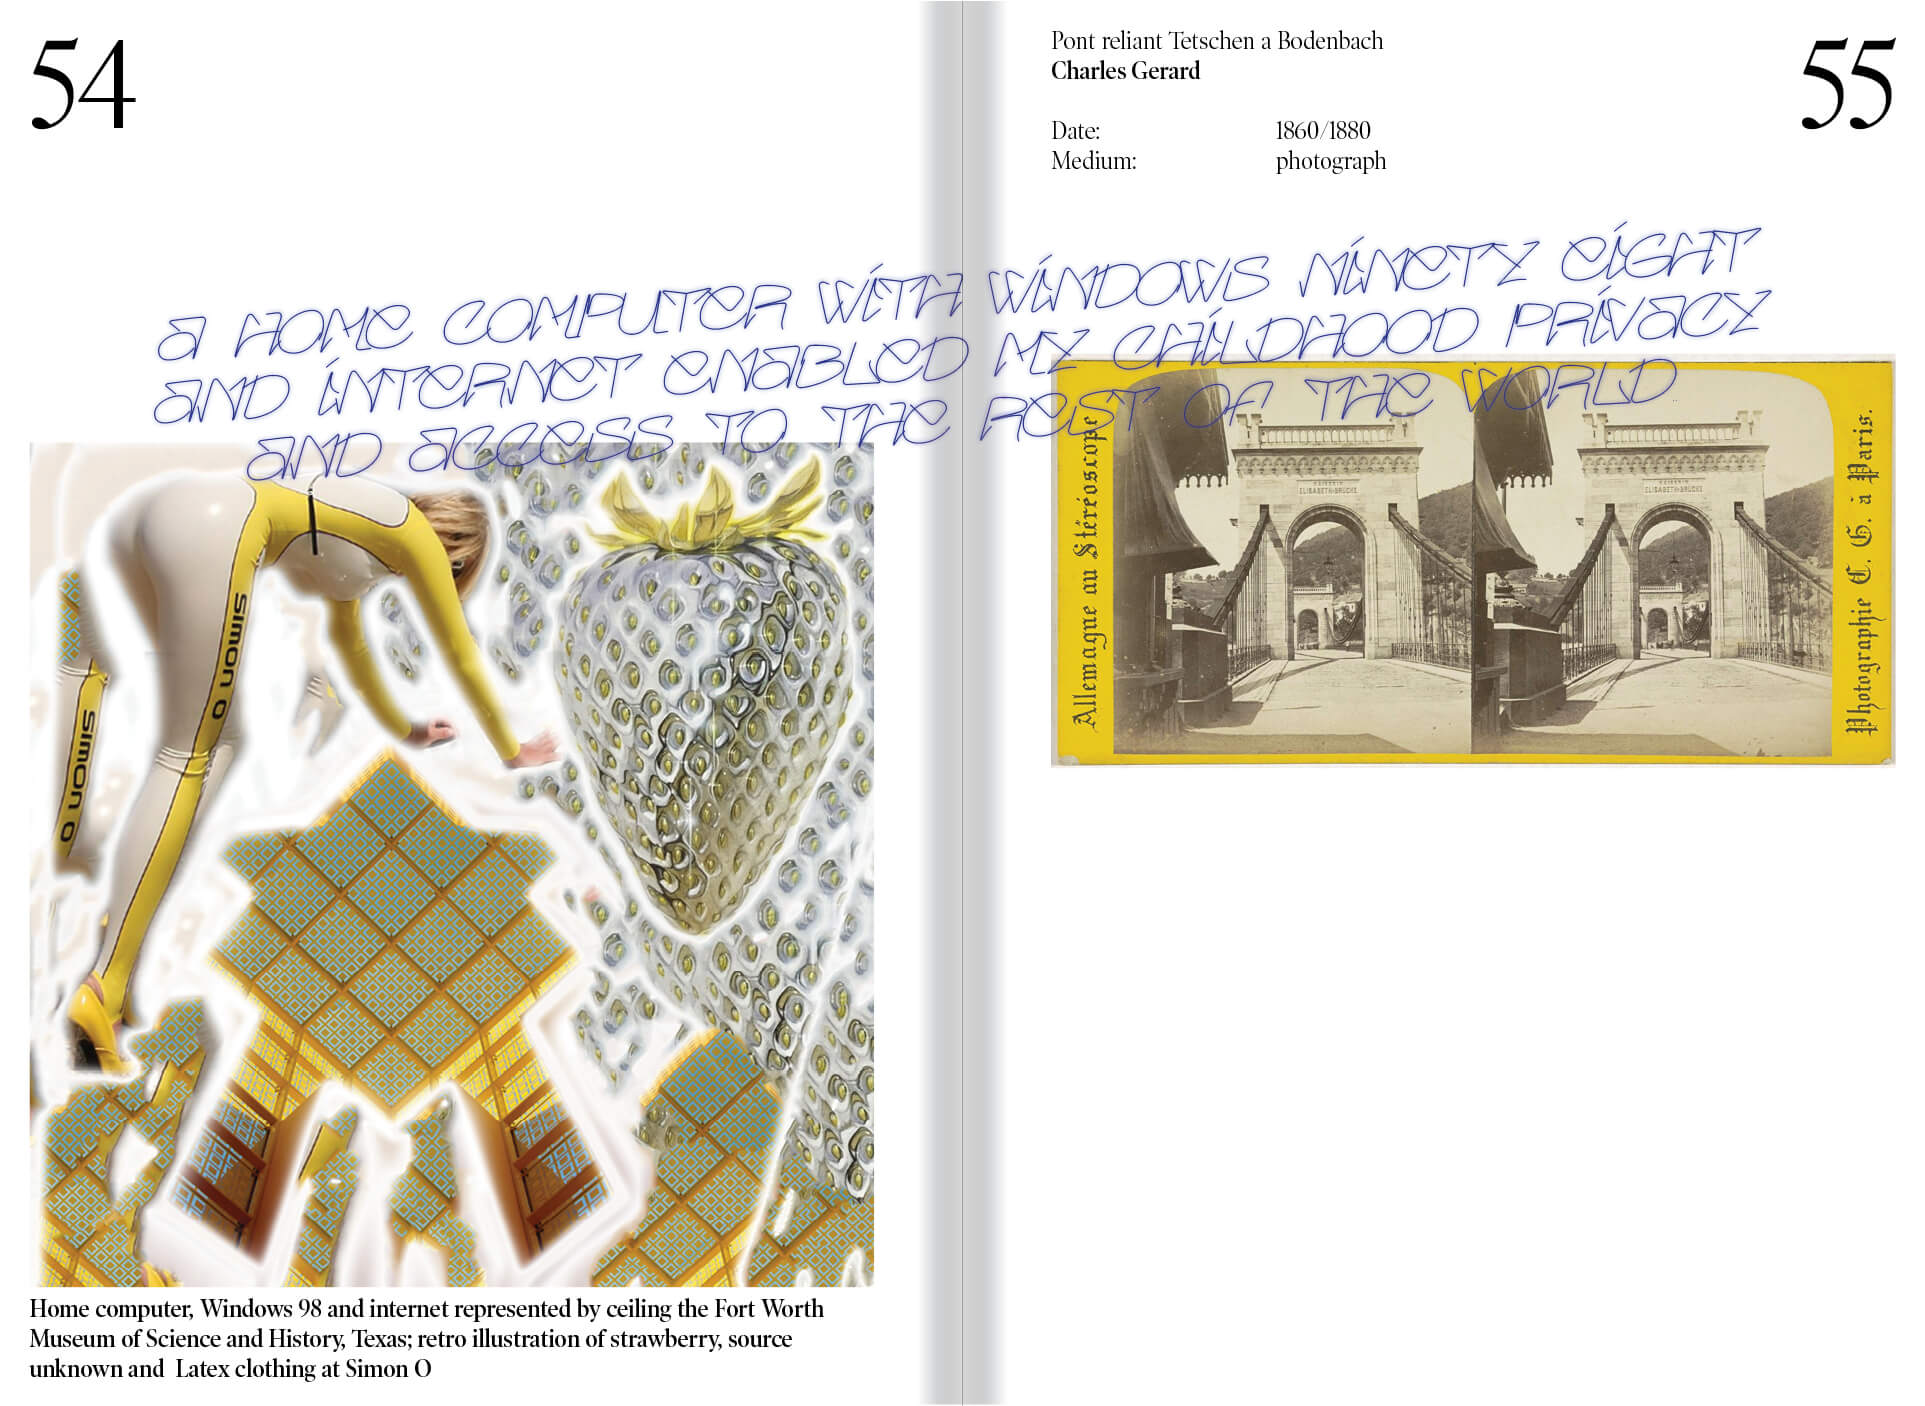 54
Pont reliant Tetschen a Bodenbach
Charles Gerard
Date: 1860/1880
Medium: photograph
55
A HOME COMPUTER WITH WINDOWS NINETY EIGHT
AND INTERNET ENABLED MY CHILDHOOD PRIVACY
AND ACCESS TO THE REST OF THE WORLD
simon o
simon o
Allemagne au Stéréoscope
KAISERIN
ELISABETH-BRÜCKE
KAISERIN
ELISABETH-BRÜCKE
Photographie C. G. à Paris.
Home computer, Windows 98 and internet represented by ceiling the Fort Worth
Museum of Science and History, Texas; retro illustration of strawberry, source
unknown and  Latex clothing at Simon O